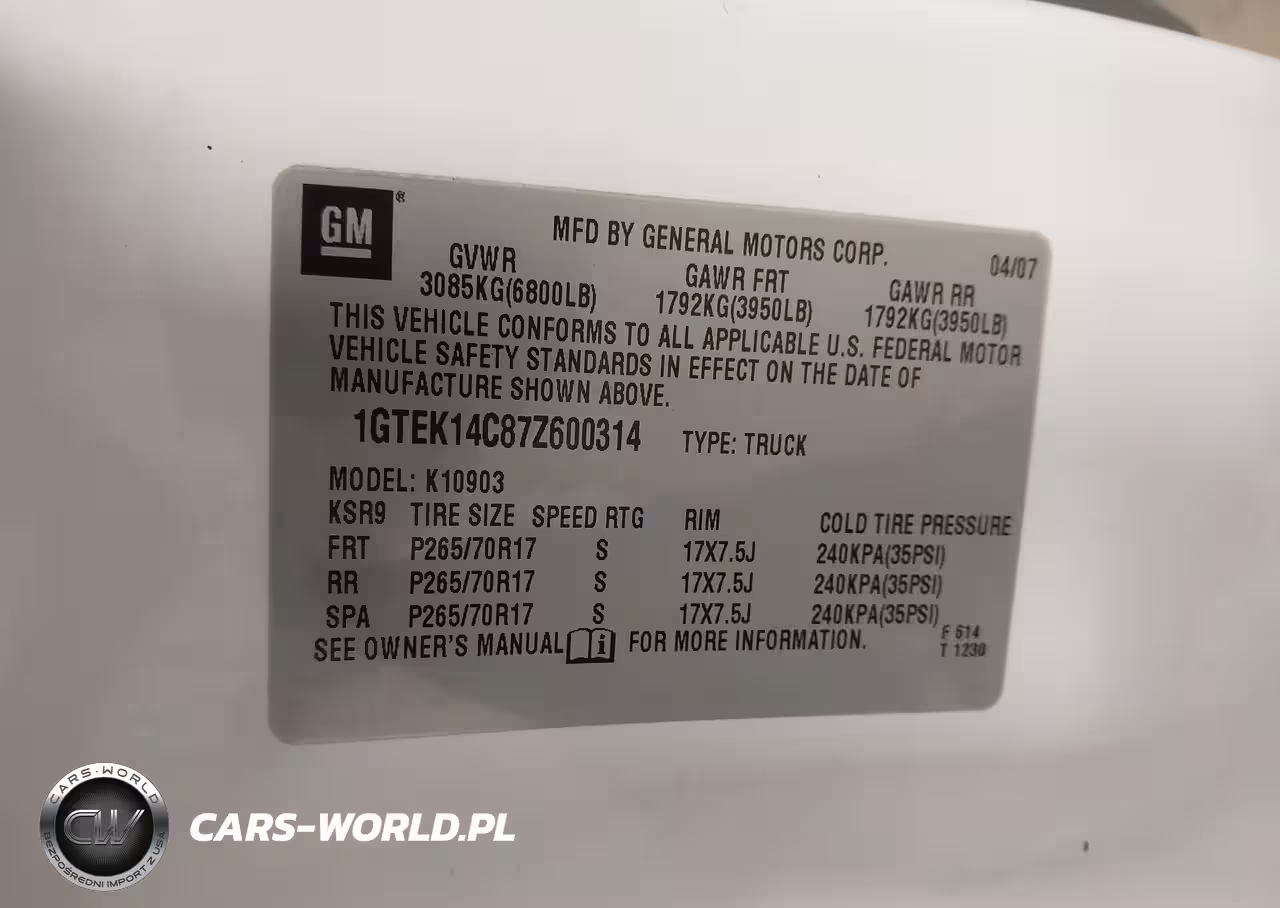 GM®
MFD BY GENERAL MOTORS CORP.
04/07
GVWR GAWR FRT GAWR RR
3085KG(6800LB) 1792KG(3950LB) 1792KG(3950LB)
THIS VEHICLE CONFORMS TO ALL APPLICABLE U.S. FEDERAL MOTOR
VEHICLE SAFETY STANDARDS IN EFFECT ON THE DATE OF
MANUFACTURE SHOWN ABOVE.
1GTEK14C87Z600314 TYPE: TRUCK
MODEL: K10903
KSR9 TIRE SIZE SPEED RTG RIM COLD TIRE PRESSURE
FRT P265/70R17 S 17X7.5J 240KPA(35PSI)
RR P265/70R17 S 17X7.5J 240KPA(35PSI)
SPA P265/70R17 S 17X7.5J 240KPA(35PSI)
SEE OWNER'S MANUAL i FOR MORE INFORMATION.
F 614
T 1230
CARS-WORLD
CW
BEZPOŚREDNI IMPORT Z USA
CARS-WORLD.PL